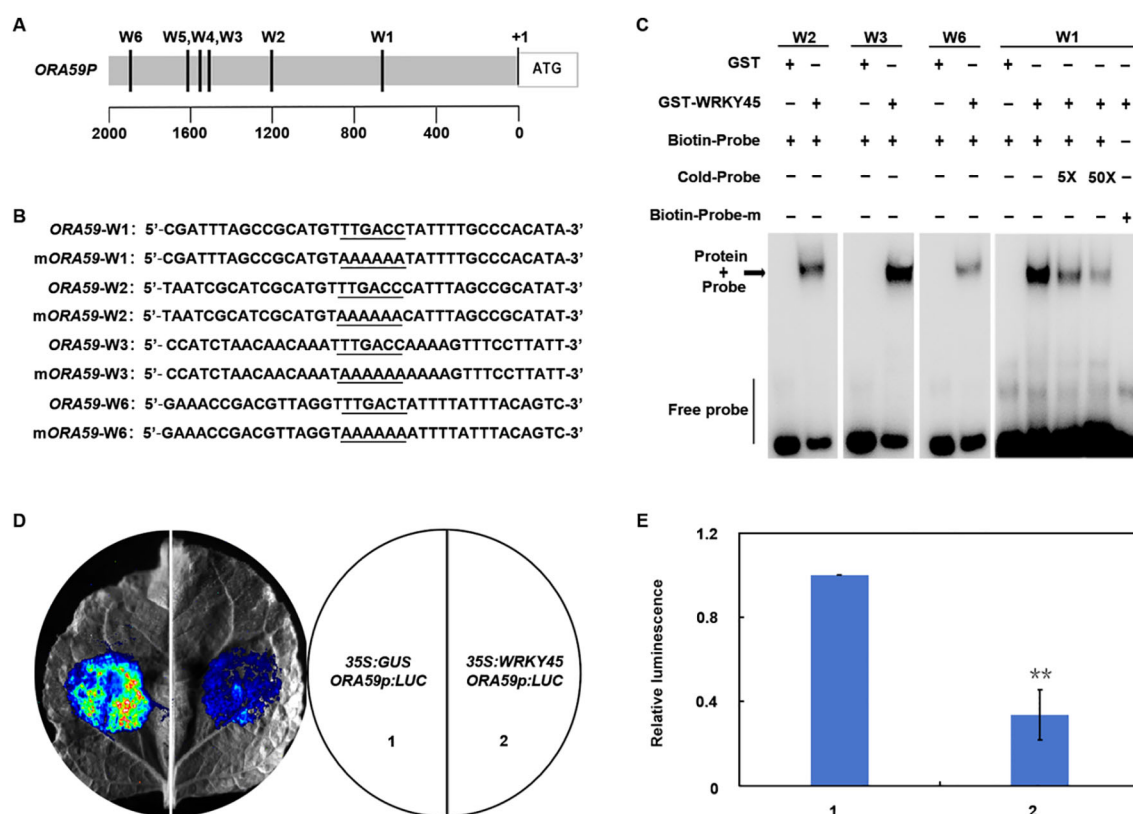 A
W6 W5,W4,W3 W2 W1 +1
ORA59P ATG
2000 1600 1200 800 400 0
B
ORA59-W1: 5’-CGATTTAGCCGCATGTTTGACCTATTTTGCCCACATA-3’
mORA59-W1: 5’-CGATTTAGCCGCATGTAAAAAATATTTTGCCCACATA-3’
ORA59-W2: 5’-TAATCGCATCGCATGTTTGACCCATTTAGCCGCATAT-3’
mORA59-W2: 5’-TAATCGCATCGCATGTAAAAAACATTTAGCCGCATAT-3’
ORA59-W3: 5’-CCATCTAACAACAAATTTGACCAAAAGTTTCCTTATT-3’
mORA59-W3: 5’-CCATCTAACAACAAATAAAAAAAAAAGTTTCCTTATT-3’
ORA59-W6: 5’-GAAACCGACGTTAGGTTTGACTATTTTATTTACAGTC-3’
mORA59-W6: 5’-GAAACCGACGTTAGGTAAAAAAATTTTATTTACAGTC-3’
C
W2 W3 W6 W1
GST + – + – + – + – – – –
GST-WRKY45 – + – + – + – + + + +
Biotin-Probe + + + + + + + + + + –
Cold-Probe – – – – – – – – 5X 50X –
Biotin-Probe-m – – – – – – – – – – +
Protein
+
Probe
Free probe
D
35S:GUS
ORA59p:LUC
1
35S:WRKY45
ORA59p:LUC
2
E
Relative luminescence
1.2
0.8
0.4
0
**
1 2